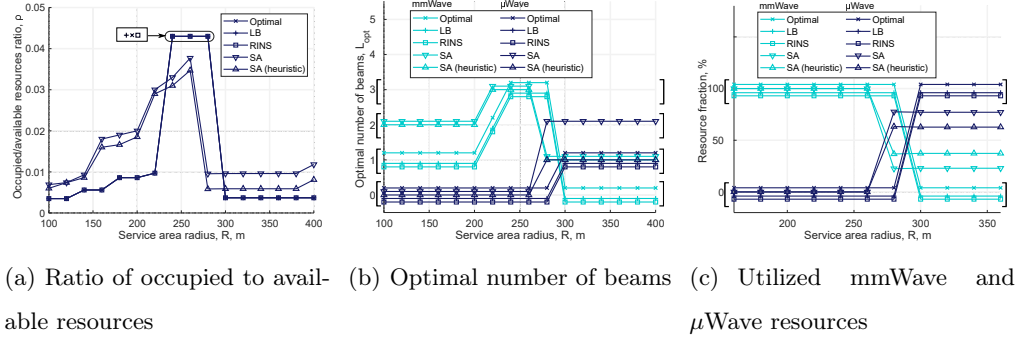 Occupied/available resources ratio, ρ
0.05
0.04
0.03
0.02
0.01
0
100 150 200 250 300 350 400
Service area radius, R, m
Optimal
LB
RINS
SA
SA (heuristic)
mmWave μWave
Optimal Optimal
LB LB
RINS RINS
SA SA
SA (heuristic) SA (heuristic)
Optimal number of beams, Lopt
5
4
3
2
1
0
100 150 200 250 300 350 400
Service area radius, R, m
mmWave μWave
Optimal Optimal
LB LB
RINS RINS
SA SA
SA (heuristic) SA (heuristic)
Resource fraction, %
100
50
0
200 250 300 350
Service area radius, R, m
(a) Ratio of occupied to avail-
able resources
(b) Optimal number of beams
(c) Utilized mmWave and
μWave resources